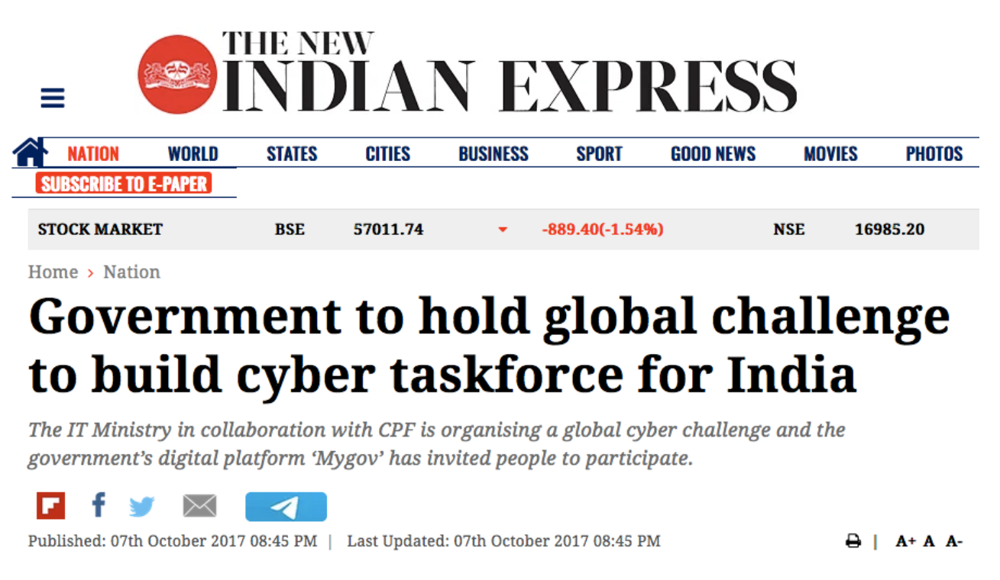 THE NEW
INDIAN EXPRESS
NATION WORLD STATES CITIES BUSINESS SPORT GOOD NEWS MOVIES PHOTOS
SUBSCRIBE TO E-PAPER
STOCK MARKET BSE 57011.74 -889.40(-1.54%) NSE 16985.20
Home › Nation
Government to hold global challenge
to build cyber taskforce for India
The IT Ministry in collaboration with CPF is organising a global cyber challenge and the
government’s digital platform ‘Mygov’ has invited people to participate.
Published: 07th October 2017 08:45 PM | Last Updated: 07th October 2017 08:45 PM | A+ A A-